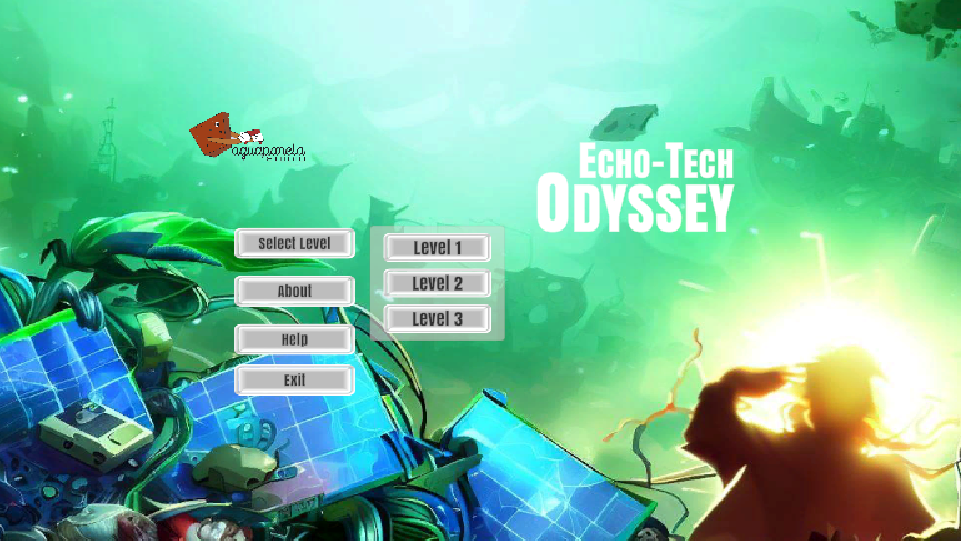 aguapanela
ECHO-TECH
ODYSSEY
Select Level
About
Help
Exit
Level 1
Level 2
Level 3